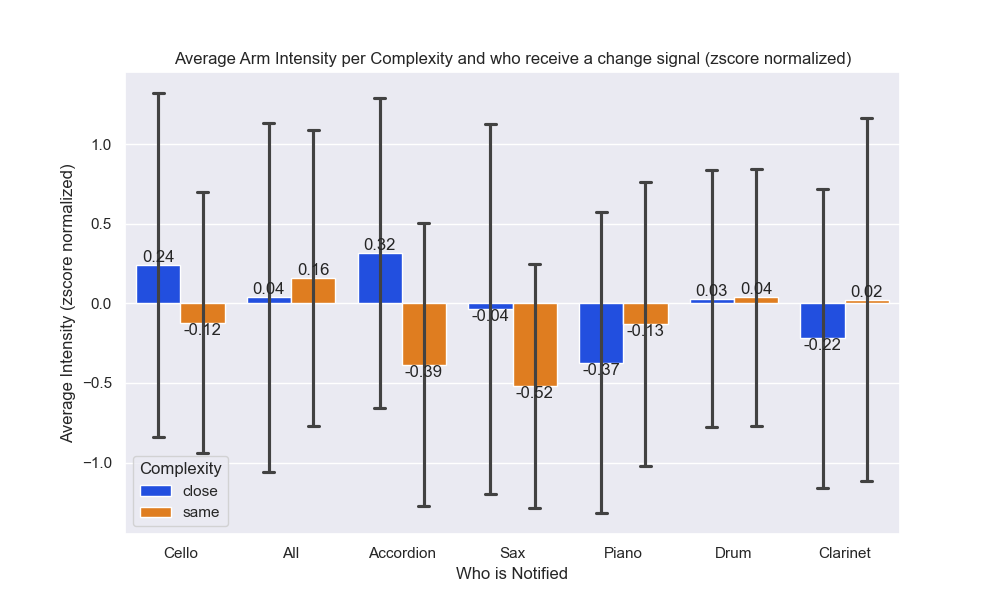 Average Arm Intensity per Complexity and who receive a change signal (zscore normalized)
Average Intensity (zscore normalized)
1.0
0.5
0.0
−0.5
−1.0
0.24
-0.12
0.04
0.16
0.32
-0.39
-0.04
-0.52
-0.37
-0.13
0.03
0.04
-0.22
0.02
Complexity
close
same
Cello
All
Accordion
Sax
Piano
Drum
Clarinet
Who is Notified